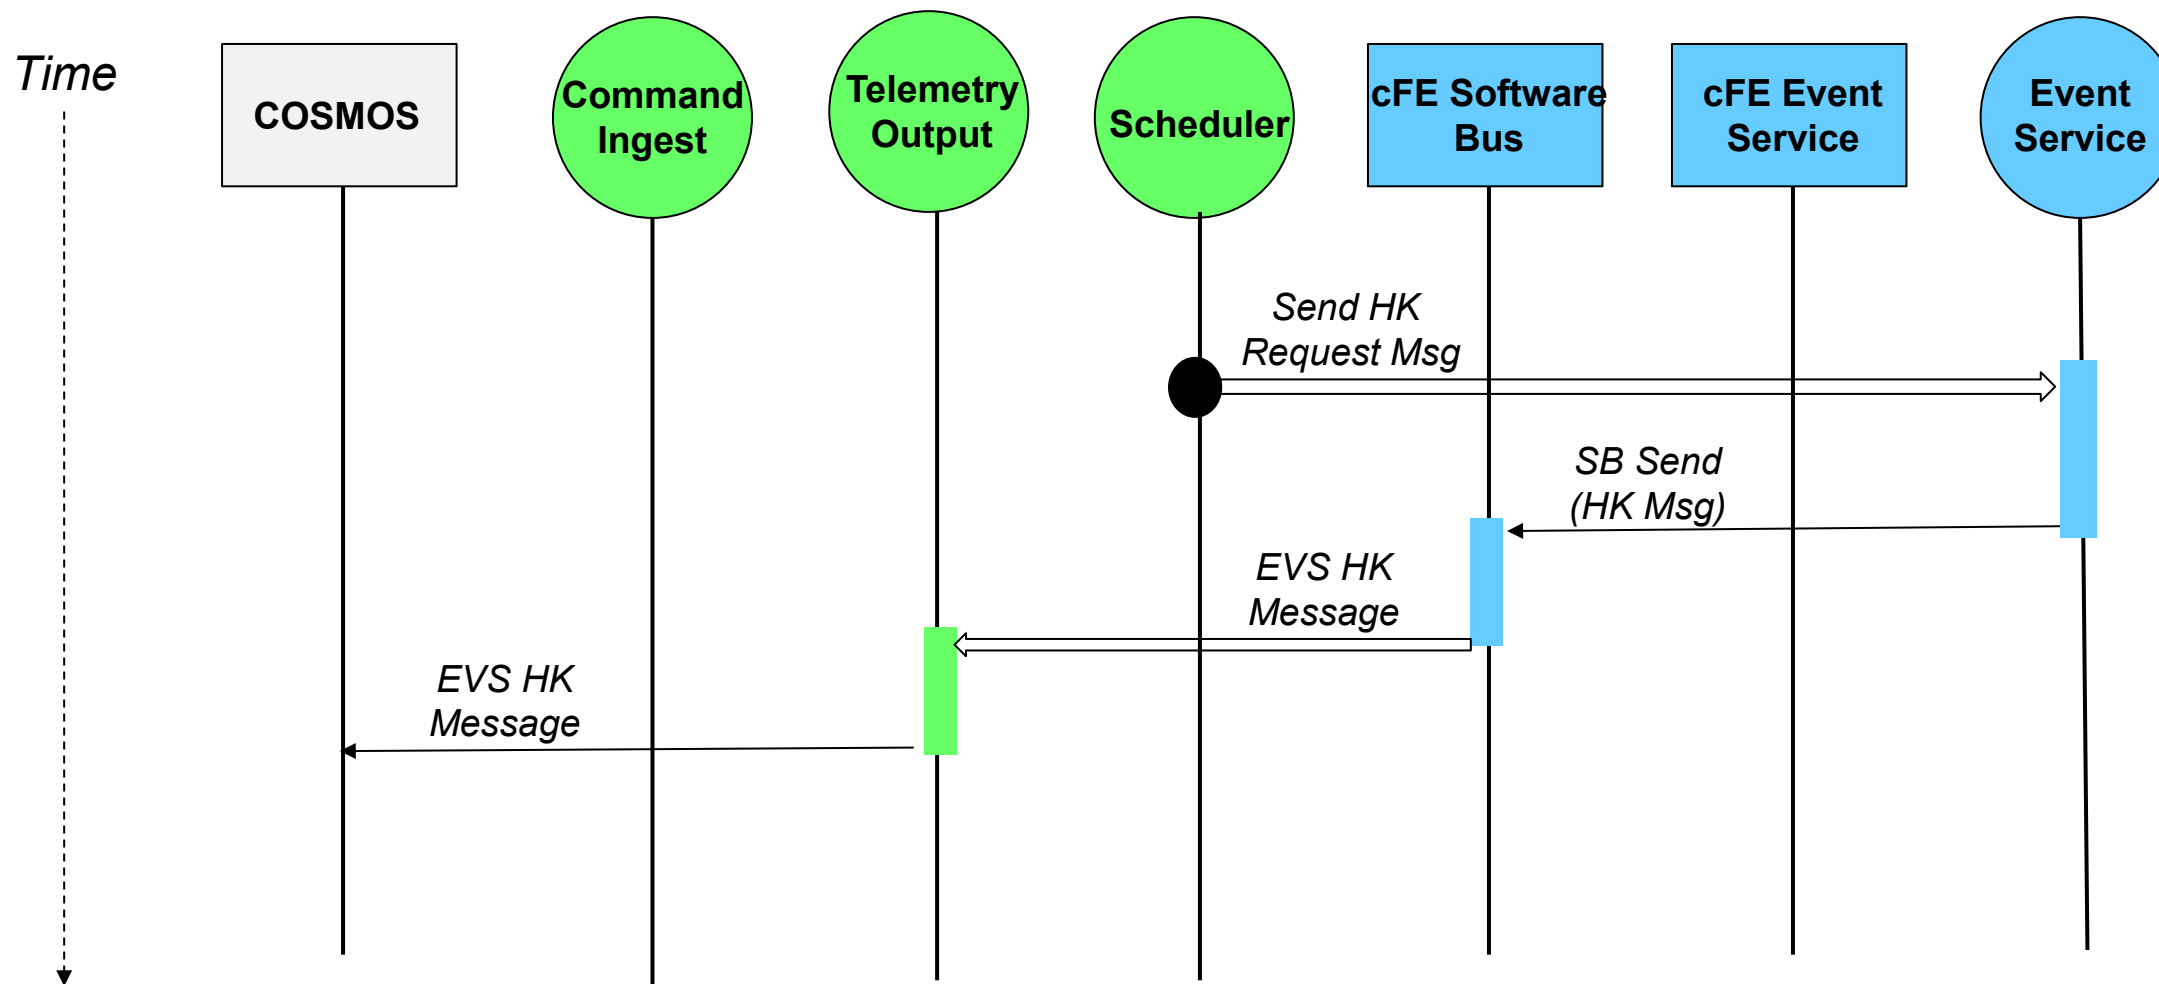 Time
COSMOS
Command
Ingest
Telemetry
Output
Scheduler
cFE Software
Bus
cFE Event
Service
Event
Service
Send HK
Request Msg
SB Send
(HK Msg)
EVS HK
Message
EVS HK
Message